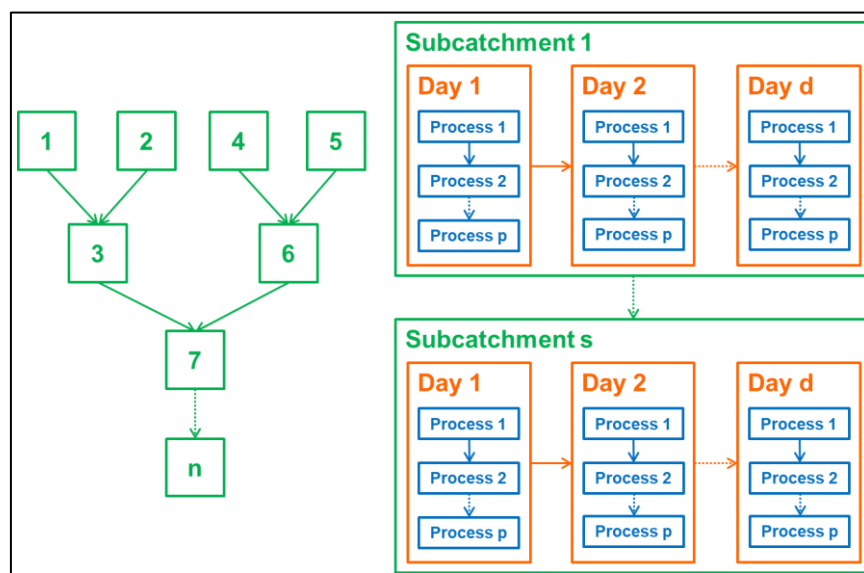 1
2
4
5
3
6
7
n
Subcatchment 1
Day 1
Day 2
Day d
Process 1
Process 1
Process 1
Process 2
Process 2
Process 2
Process p
Process p
Process p
Subcatchment s
Day 1
Day 2
Day d
Process 1
Process 1
Process 1
Process 2
Process 2
Process 2
Process p
Process p
Process p